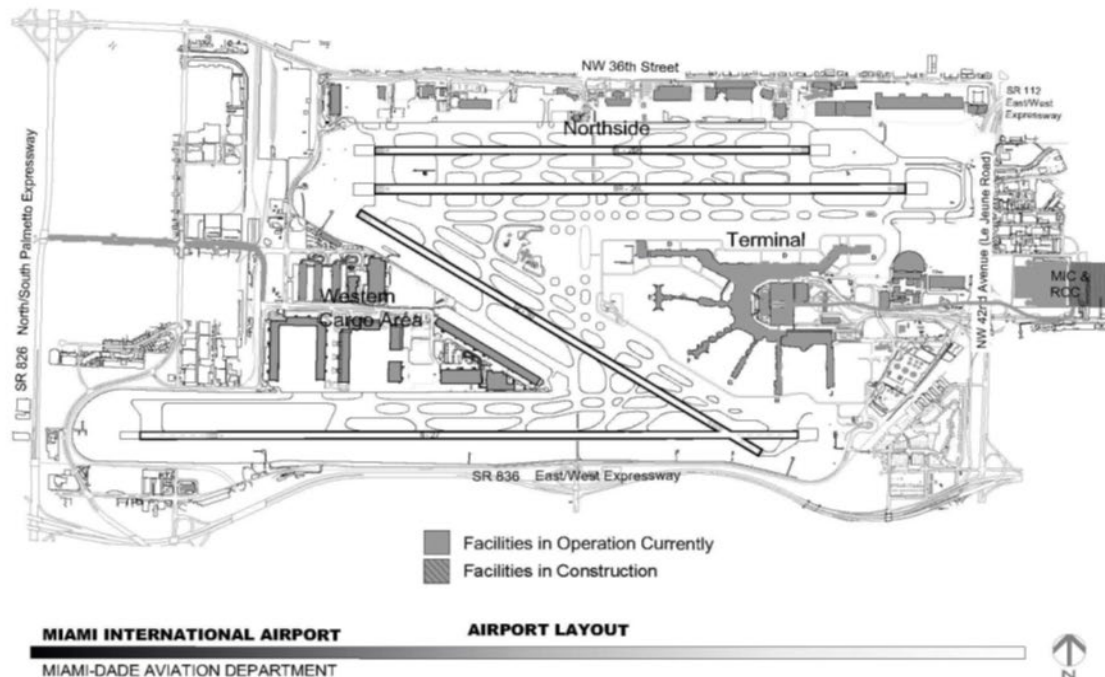 NW 36th Street
SR 112
East/West
Expressway
Northside
SR 826 North/South Palmetto Expressway
NW 42nd Avenue (Le Jeune Road)
Terminal
MIC &
RCC
Western
Cargo Area
SR 836 East/West Expressway
Facilities in Operation Currently
Facilities in Construction
MIAMI INTERNATIONAL AIRPORT
AIRPORT LAYOUT
MIAMI-DADE AVIATION DEPARTMENT
N